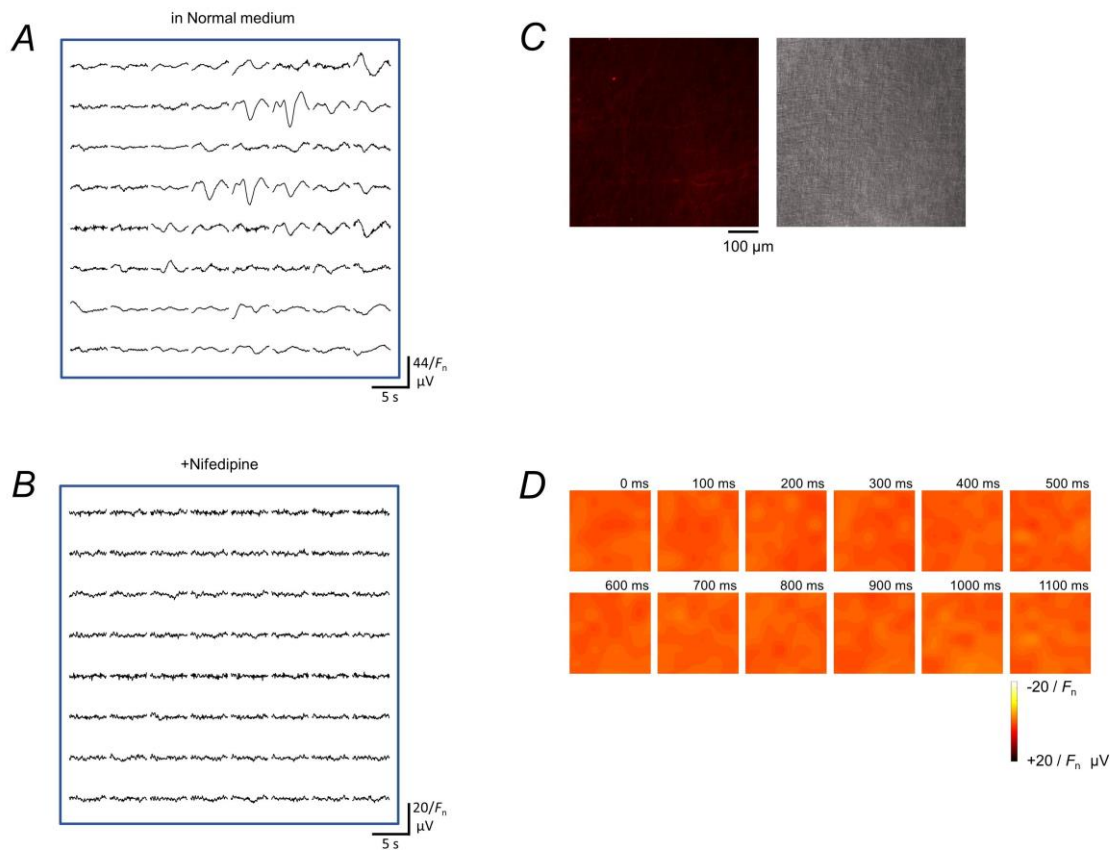 in Normal medium
A
44/Fn
µV
5 s
+Nifedipine
B
20/Fn
5 s
C
100 µm
D
0 ms 100 ms 200 ms 300 ms 400 ms 500 ms
600 ms 700 ms 800 ms 900 ms 1000 ms 1100 ms
-20 / Fn
+20 / Fn µV